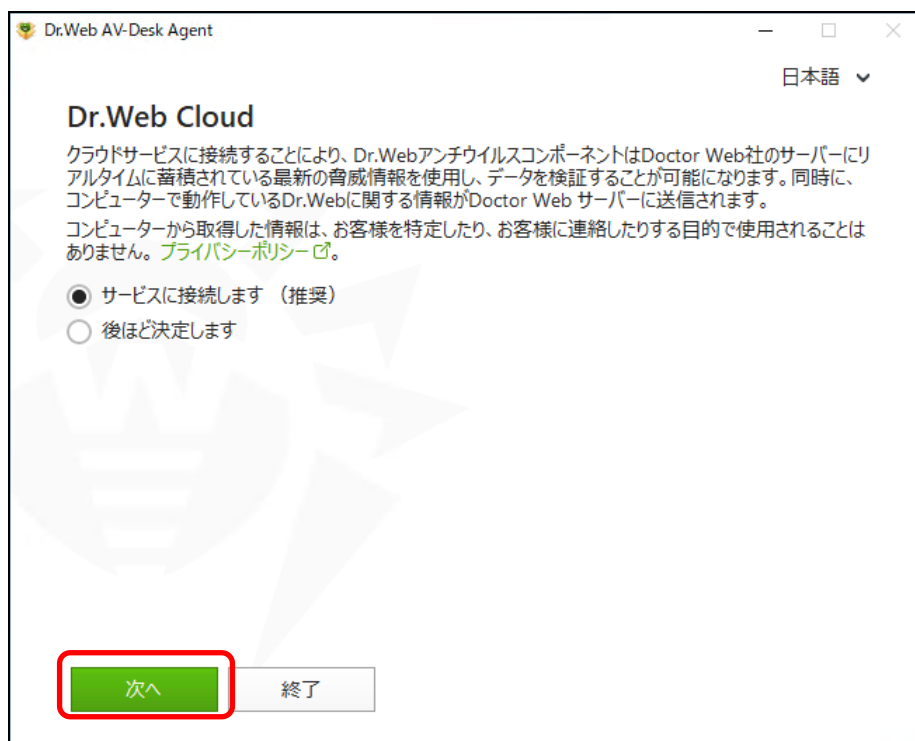 Dr.Web AV-Desk Agent
日本語
Dr.Web Cloud
クラウドサービスに接続することにより、Dr.WebアンチウイルスコンポーネントはDoctor Web社のサーバーにリ
アルタイムに蓄積されている最新の脅威情報を使用し、データを検証することが可能になります。同時に、
コンピューターで動作しているDr.Webに関する情報がDoctor Web サーバーに送信されます。
コンピューターから取得した情報は、お客様を特定したり、お客様に連絡したりする目的で使用されることは
ありません。プライバシーポリシー。
サービスに接続します （推奨）
後ほど決定します
次へ
終了